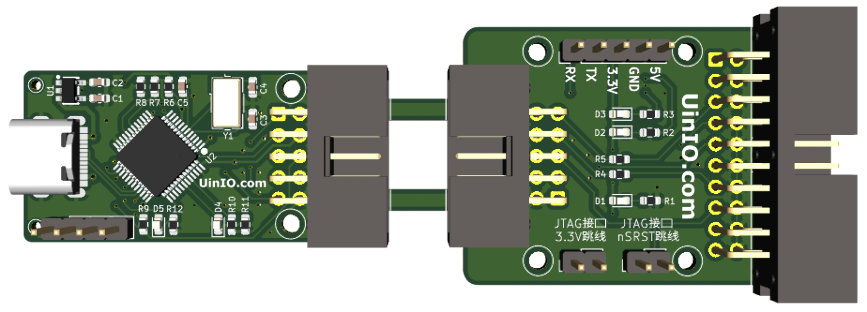 U1
C2
C1
R8 R7 R6 C5
C4
C3
Y1
U2
UinIO.com
R9 D5 R12
D4 R10 R11
RX
TX
3.3V
GND
5V
D3
R3
D2
R2
R5
R4
D1
R1
UinIO.com
JTAG接口
3.3V跳线
JTAG接口
nSRST跳线